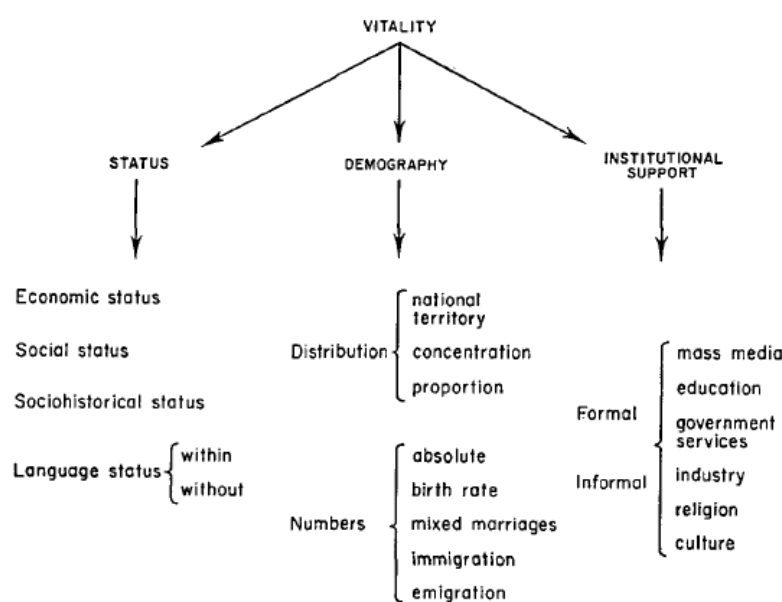 VITALITY
STATUS
DEMOGRAPHY
INSTITUTIONAL
SUPPORT
Economic status
Social status
Sociohistorical status
Language status
within
without
Distribution
national
territory
concentration
proportion
Numbers
absolute
birth rate
mixed marriages
immigration
emigration
Formal
Informal
mass media
education
government
services
industry
religion
culture